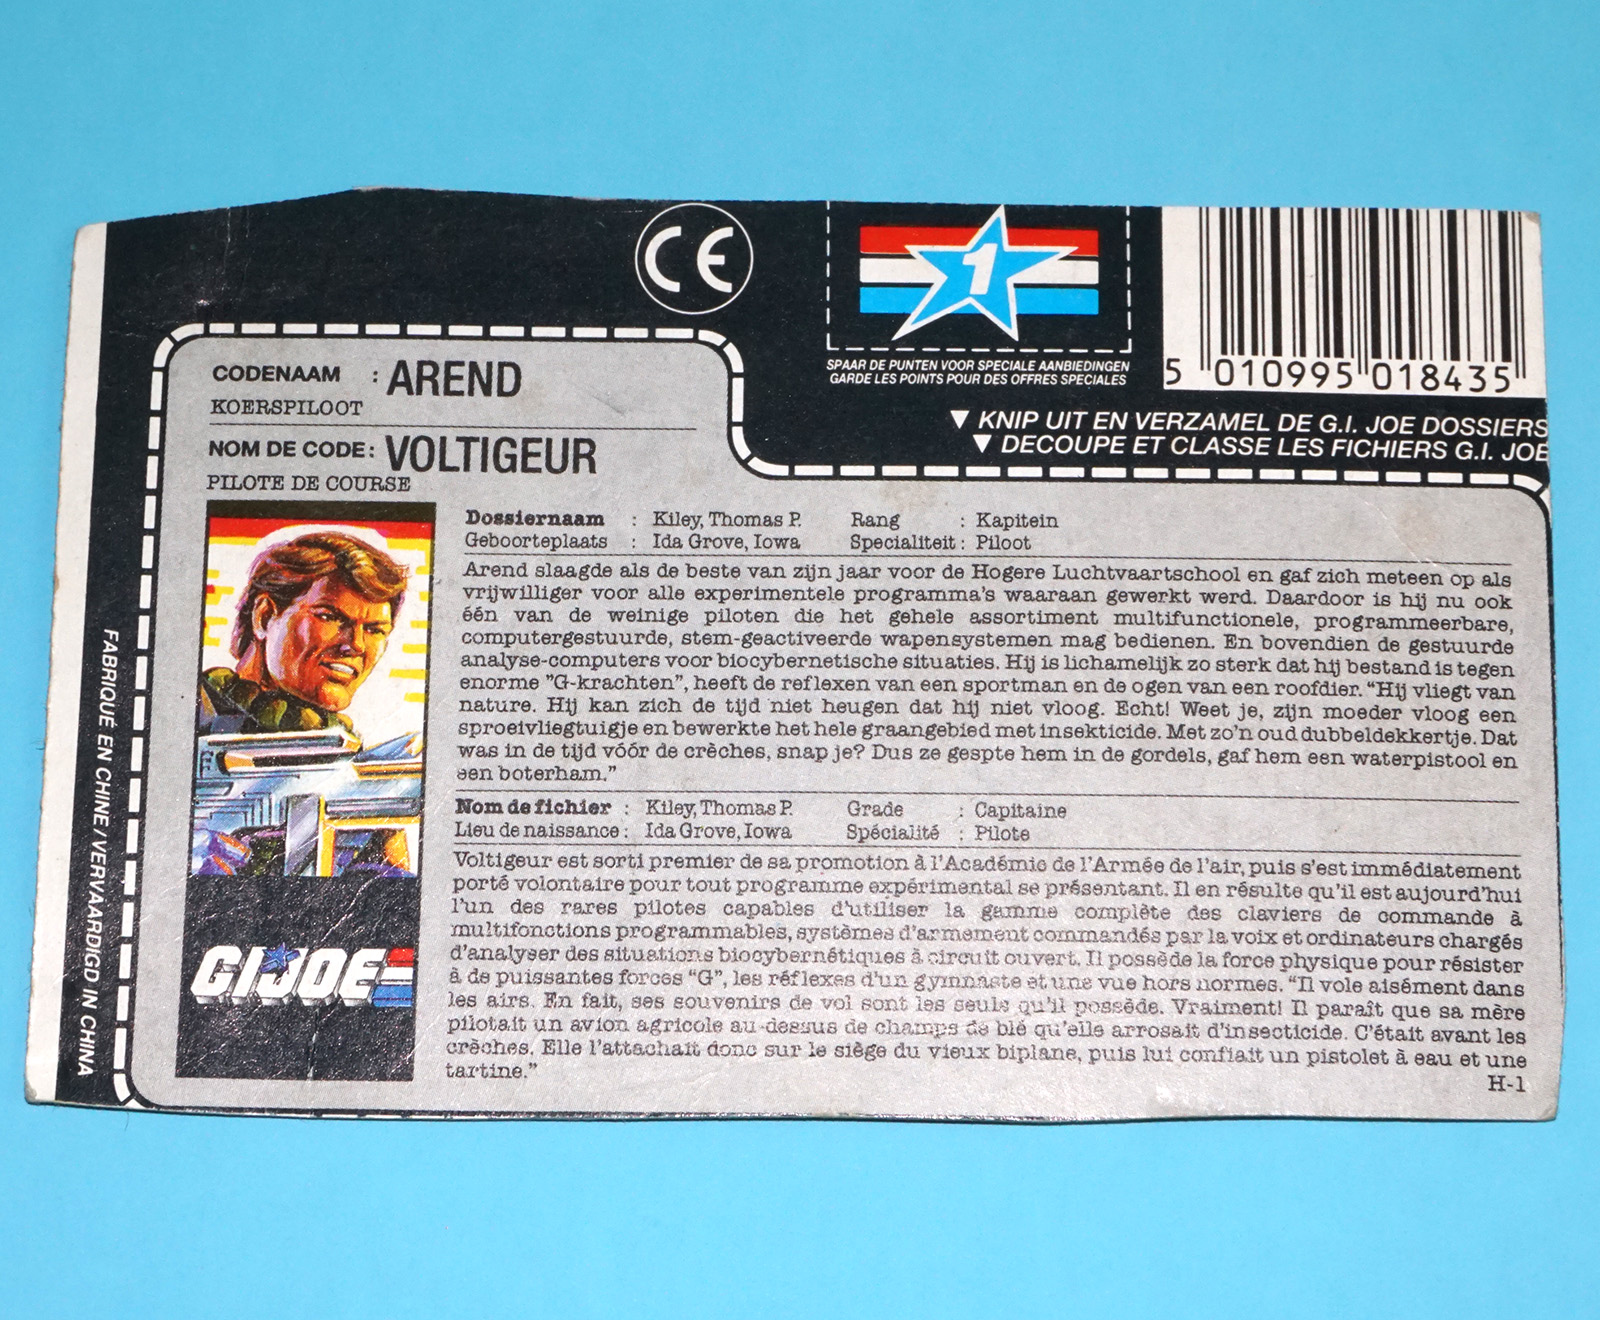 CE
1
SPAAR DE PUNTEN VOOR SPECIALE AANBIEDINGEN
GARDE LES POINTS POUR DES OFFRES SPECIALES
5 010995 018435
▼ KNIP UIT EN VERZAMEL DE G.I. JOE DOSSIERS
▼ DECOUPE ET CLASSE LES FICHIERS G.I. JOE
CODENAAM : AREND
KOERSPILOOT
NOM DE CODE : VOLTIGEUR
PILOTE DE COURSE
Dossiernaam : Kiley, Thomas P. Rang : Kapitein
Geboorteplaats : Ida Grove, Iowa Specialiteit : Piloot
Arend slaagde als de beste van zijn jaar voor de Hogere Luchtvaartschool en gaf zich meteen op als
vrijwilliger voor alle experimentele programma's waaraan gewerkt werd. Daardoor is hij nu ook
één van de weinige piloten die het gehele assortiment multifunctionele, programmeerbare,
computergestuurde, stem-geactiveerde wapensystemen mag bedienen. En bovendien de gestuurde
analyse-computers voor biocybernetische situaties. Hij is lichamelijk zo sterk dat hij bestand is tegen
enorme "G-krachten", heeft de reflexen van een sportman en de ogen van een roofdier. "Hij vliegt van
nature. Hij kan zich de tijd niet heugen dat hij niet vloog. Echt! Weet je, zijn moeder vloog een
sproeivliegtuigje en bewerkte het hele graangebied met insekticide. Met zo'n oud dubbeldekkertje. Dat
was in de tijd vóór de crèches, snap je? Dus ze gespte hem in de gordels, gaf hem een waterpistool en
een boterham."
Nom de fichier : Kiley, Thomas P. Grade : Capitaine
Lieu de naissance : Ida Grove, Iowa Spécialité : Pilote
Voltigeur est sorti premier de sa promotion à l'Académie de l'Armée de l'air, puis s'est immédiatement
porté volontaire pour tout programme expérimental se présentant. Il en résulte qu'il est aujourd'hui
l'un des rares pilotes capables d'utiliser la gamme complète des claviers de commande à
multifonctions programmables, systèmes d'armement commandés par la voix et ordinateurs chargés
d'analyser des situations biocybernétiques à circuit ouvert. Il possède la force physique pour résister
à de puissantes forces "G", les réflexes d'un gymnaste et une vue hors normes. "Il vole aisément dans
les airs. En fait, ses souvenirs de vol sont les seuls qu'il possède. Vraiment! Il paraît que sa mère
pilotait un avion agricole au-dessus de champs de blé qu'elle arrosait d'insecticide. C'était avant les
crèches. Elle l'attachait donc sur le siège du vieux biplane, puis lui confiait un pistolet à eau et une
tartine."
H-1
G.I. JOE
FABRIQUÉ EN CHINE / VERVAARDIGD IN CHINA